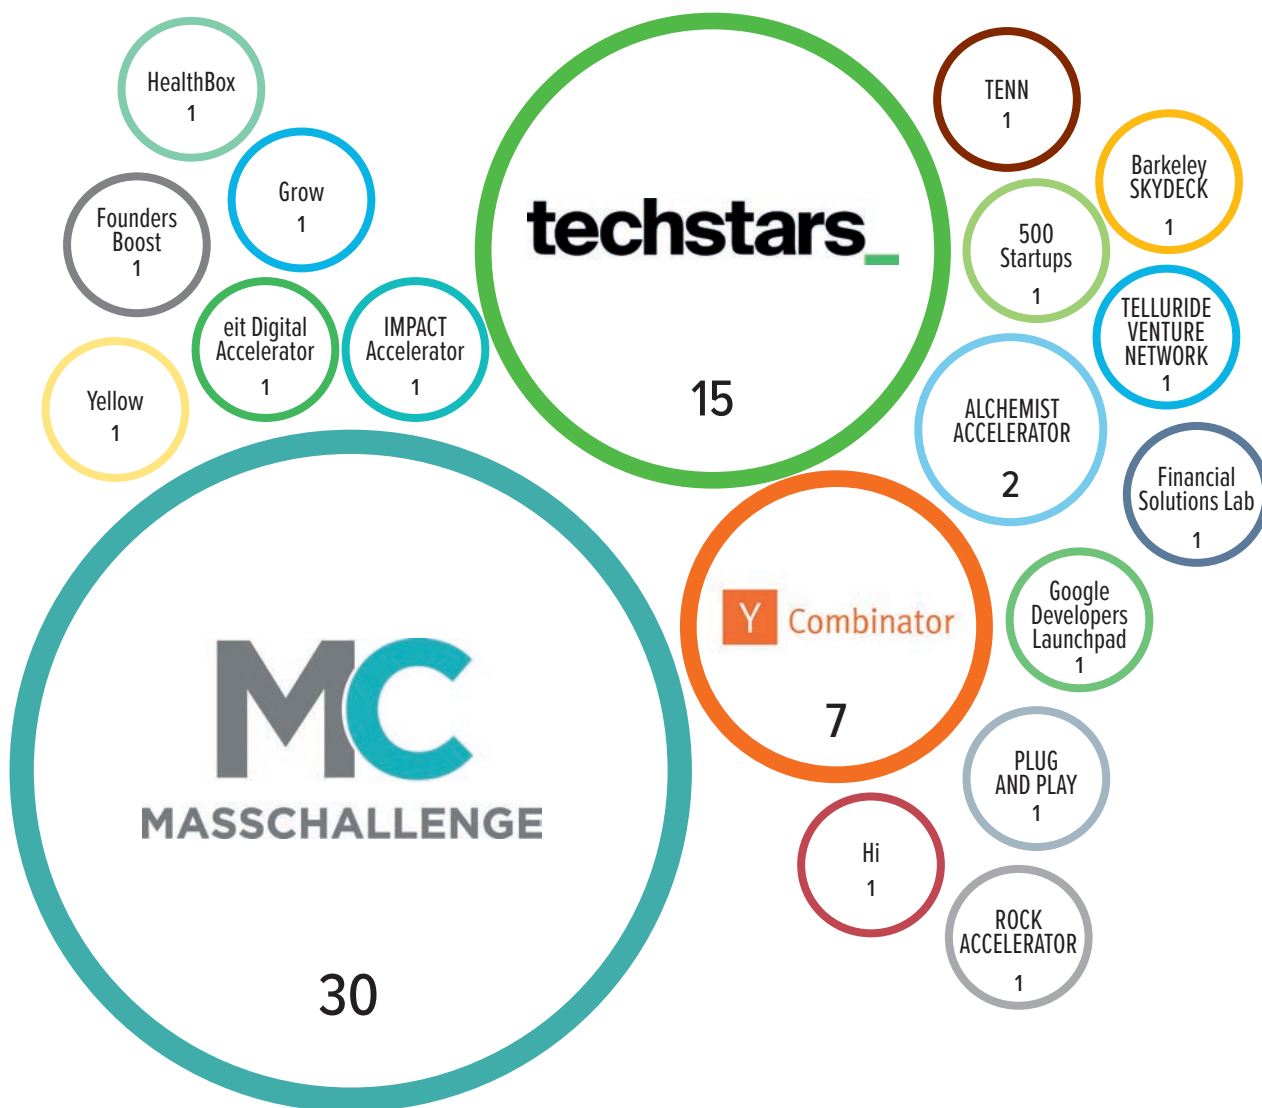 HealthBox
1
Grow
1
Founders
Boost
1
eit Digital
Accelerator
1
IMPACT
Accelerator
1
Yellow
1
techstars_
15
TENN
1
Barkeley
SKYDECK
1
500
Startups
1
TELLURIDE
VENTURE
NETWORK
1
ALCHEMIST
ACCELERATOR
2
Financial
Solutions Lab
1
Y Combinator
7
Google
Developers
Launchpad
1
PLUG
AND PLAY
1
Hi
1
ROCK
ACCELERATOR
1
MC
MASSCHALLENGE
30